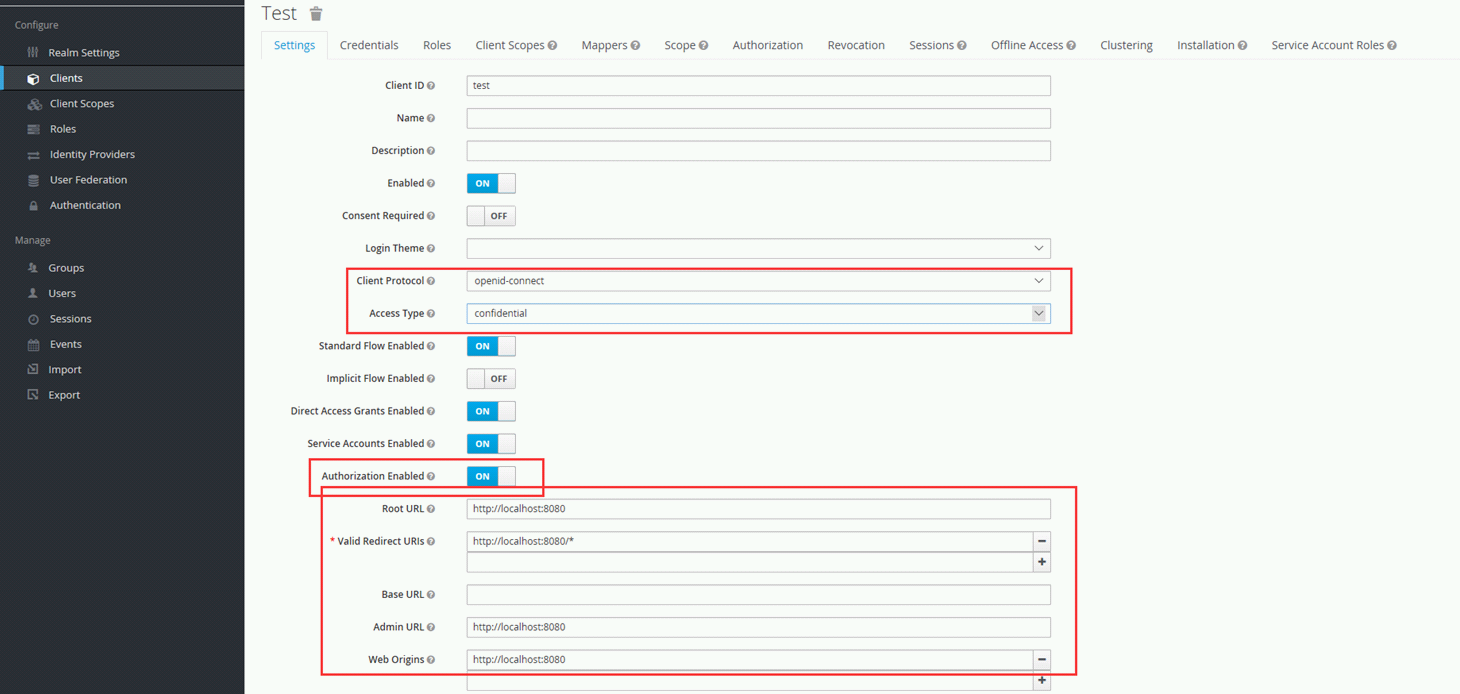 Configure
Realm Settings
Clients
Client Scopes
Roles
Identity Providers
User Federation
Authentication
Manage
Groups
Users
Sessions
Events
Import
Export
Test
Settings Credentials Roles Client Scopes Mappers Scope Authorization Revocation Sessions Offline Access Clustering Installation Service Account Roles
Client ID test
Name
Description
Enabled ON
Consent Required OFF
Login Theme
Client Protocol openid-connect
Access Type confidential
Standard Flow Enabled ON
Implicit Flow Enabled OFF
Direct Access Grants Enabled ON
Service Accounts Enabled ON
Authorization Enabled ON
Root URL http://localhost:8080
* Valid Redirect URIs http://localhost:8080/*
Base URL
Admin URL http://localhost:8080
Web Origins http://localhost:8080